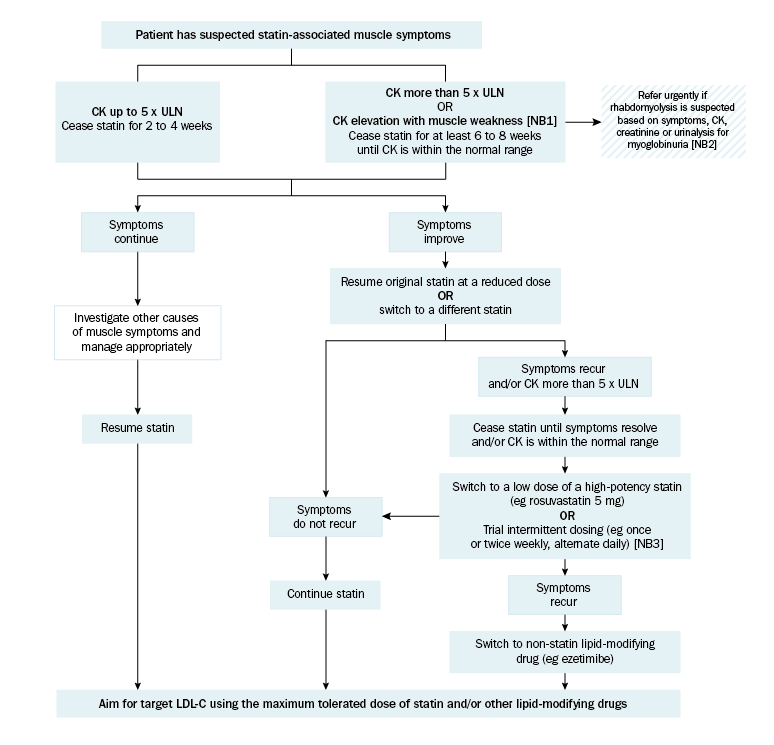 Patient has suspected statin-associated muscle symptoms
CK up to 5 x ULN
Cease statin for 2 to 4 weeks
CK more than 5 x ULN
OR
CK elevation with muscle weakness [NB1]
Cease statin for at least 6 to 8 weeks
until CK is within the normal range
Refer urgently if
rhabdomyolysis is suspected
based on symptoms, CK,
creatinine or urinalysis for
myoglobinuria [NB2]
Symptoms
continue
Symptoms
improve
Resume original statin at a reduced dose
OR
switch to a different statin
Investigate other causes
of muscle symptoms and
manage appropriately
Symptoms recur
and/or CK more than 5 x ULN
Resume statin
Cease statin until symptoms resolve
and/or CK is within the normal range
Switch to a low dose of a high-potency statin
(eg rosuvastatin 5 mg)
OR
Trial intermittent dosing (eg once
or twice weekly, alternate daily) [NB3]
Symptoms
do not recur
Continue statin
Symptoms
recur
Switch to non-statin lipid-modifying
drug (eg ezetimibe)
Aim for target LDL-C using the maximum tolerated dose of statin and/or other lipid-modifying drugs